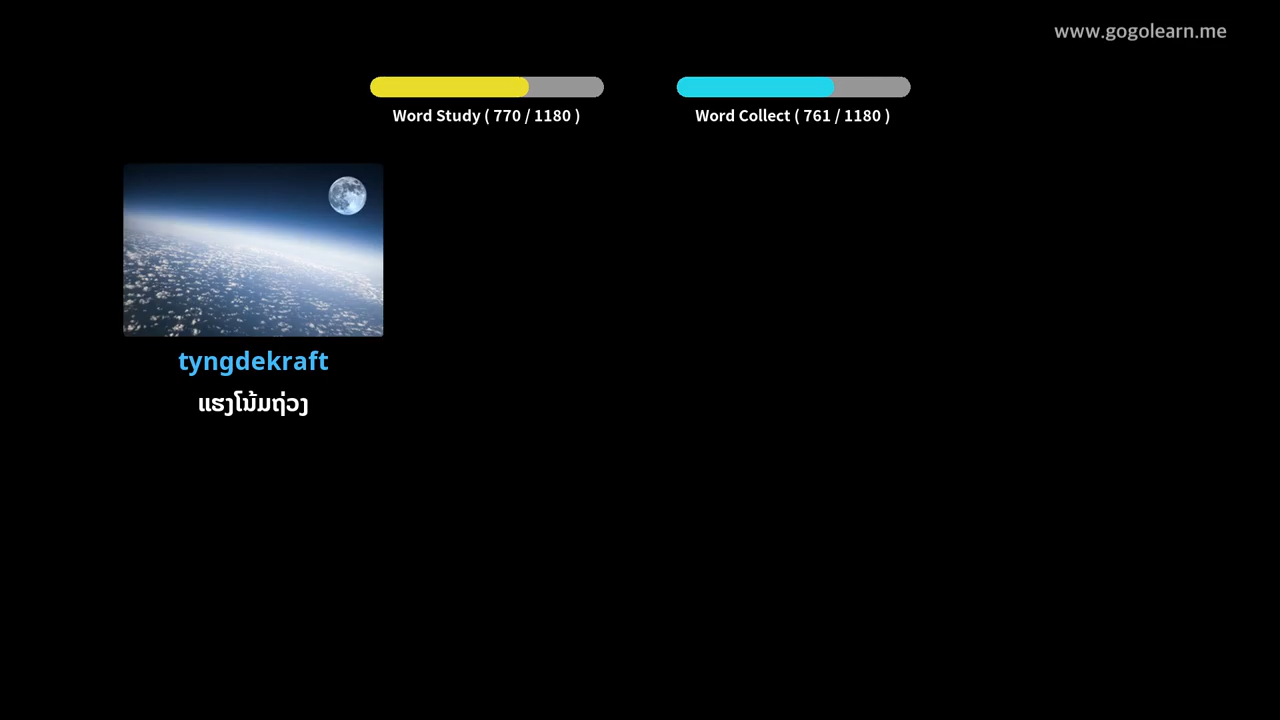 www.gogolearn.me
Word Study ( 770 / 1180 )
Word Collect ( 761 / 1180 )
tyngdekraft
ແຮງໂນ້ມຖ່ວງ